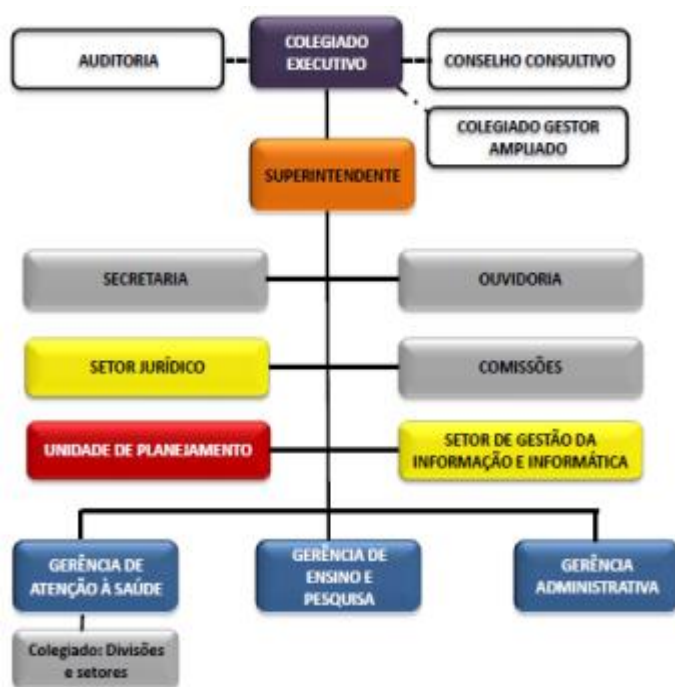 AUDITORIA
COLEGIADO
EXECUTIVO
CONSELHO CONSULTIVO
COLEGIADO GESTOR
AMPLIADO
SUPERINTENDENTE
SECRETARIA
OUVIDORIA
SETOR JURÍDICO
COMISSÕES
UNIDADE DE PLANEJAMENTO
SETOR DE GESTÃO DA
INFORMAÇÃO E INFORMÁTICA
GERÊNCIA DE
ATENÇÃO À SAÚDE
GERÊNCIA DE
ENSINO E
PESQUISA
GERÊNCIA
ADMINISTRATIVA
Colegiado: Divisões
e setores